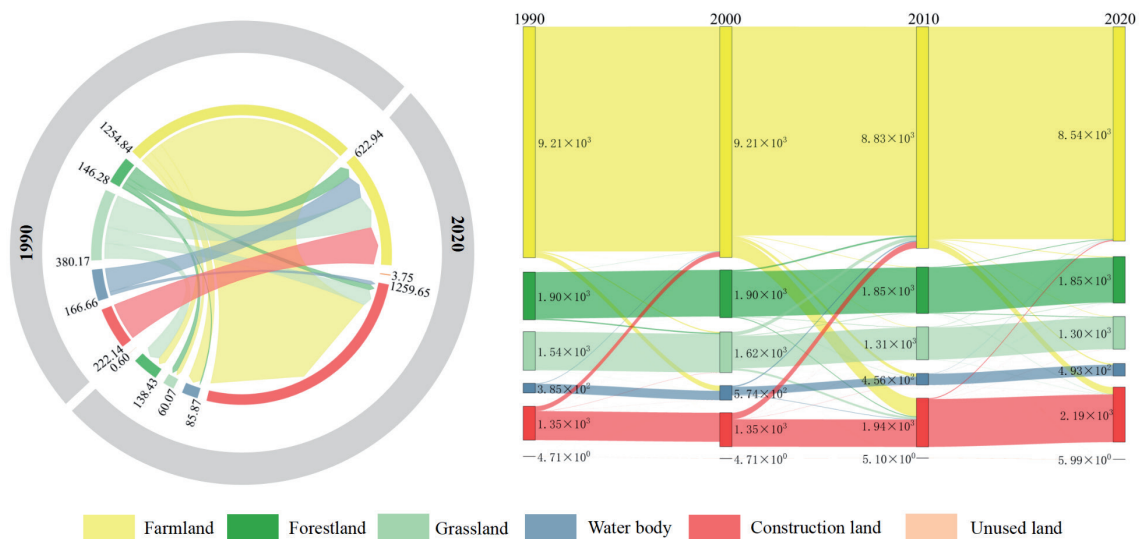 1990
2020
1254.84
622.94
146.28
380.17
166.66
222.14
0.60
138.43
60.07
85.87
3.75
1259.65
1990 2000 2010 2020
9.21×10³ 9.21×10³ 8.83×10³ 8.54×10³
1.90×10³ 1.90×10³ 1.85×10³ 1.85×10³
1.54×10³ 1.62×10³ 1.31×10³ 1.30×10³
3.85×10² 5.74×10² 4.56×10² 4.93×10²
1.35×10³ 1.35×10³ 1.94×10³ 2.19×10³
4.71×10⁰ 4.71×10⁰ 5.10×10⁰ 5.99×10⁰
Farmland Forestland Grassland Water body Construction land Unused land